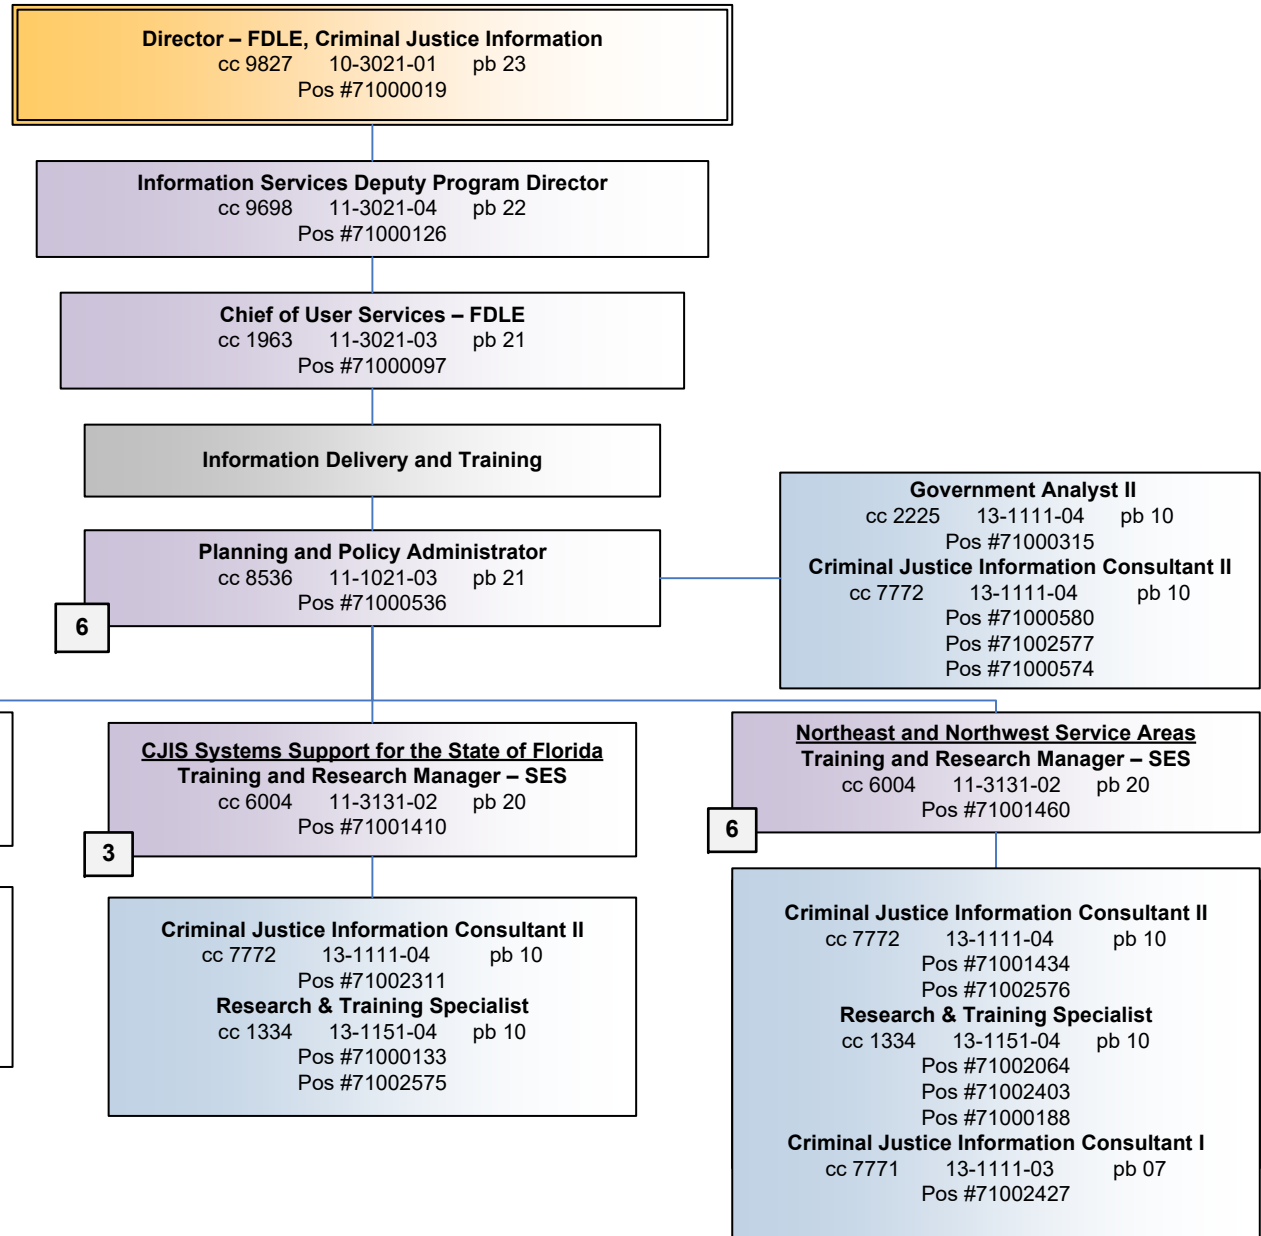 Director – FDLE, Criminal Justice Information
cc 9827 10-3021-01 pb 23
Pos #71000019
Information Services Deputy Program Director
cc 9698 11-3021-04 pb 22
Pos #71000126
Chief of User Services – FDLE
cc 1963 11-3021-03 pb 21
Pos #71000097
Information Delivery and Training
Planning and Policy Administrator
cc 8536 11-1021-03 pb 21
Pos #71000536
6
Government Analyst II
cc 2225 13-1111-04 pb 10
Pos #71000315
Criminal Justice Information Consultant II
cc 7772 13-1111-04 pb 10
Pos #71000580
Pos #71002577
Pos #71000574
CJIS Systems Support for the State of Florida
Training and Research Manager – SES
cc 6004 11-3131-02 pb 20
Pos #71001410
3
Criminal Justice Information Consultant II
cc 7772 13-1111-04 pb 10
Pos #71002311
Research & Training Specialist
cc 1334 13-1151-04 pb 10
Pos #71000133
Pos #71002575
Northeast and Northwest Service Areas
Training and Research Manager – SES
cc 6004 11-3131-02 pb 20
Pos #71001460
6
Criminal Justice Information Consultant II
cc 7772 13-1111-04 pb 10
Pos #71001434
Pos #71002576
Research & Training Specialist
cc 1334 13-1151-04 pb 10
Pos #71002064
Pos #71002403
Pos #71000188
Criminal Justice Information Consultant I
cc 7771 13-1111-03 pb 07
Pos #71002427